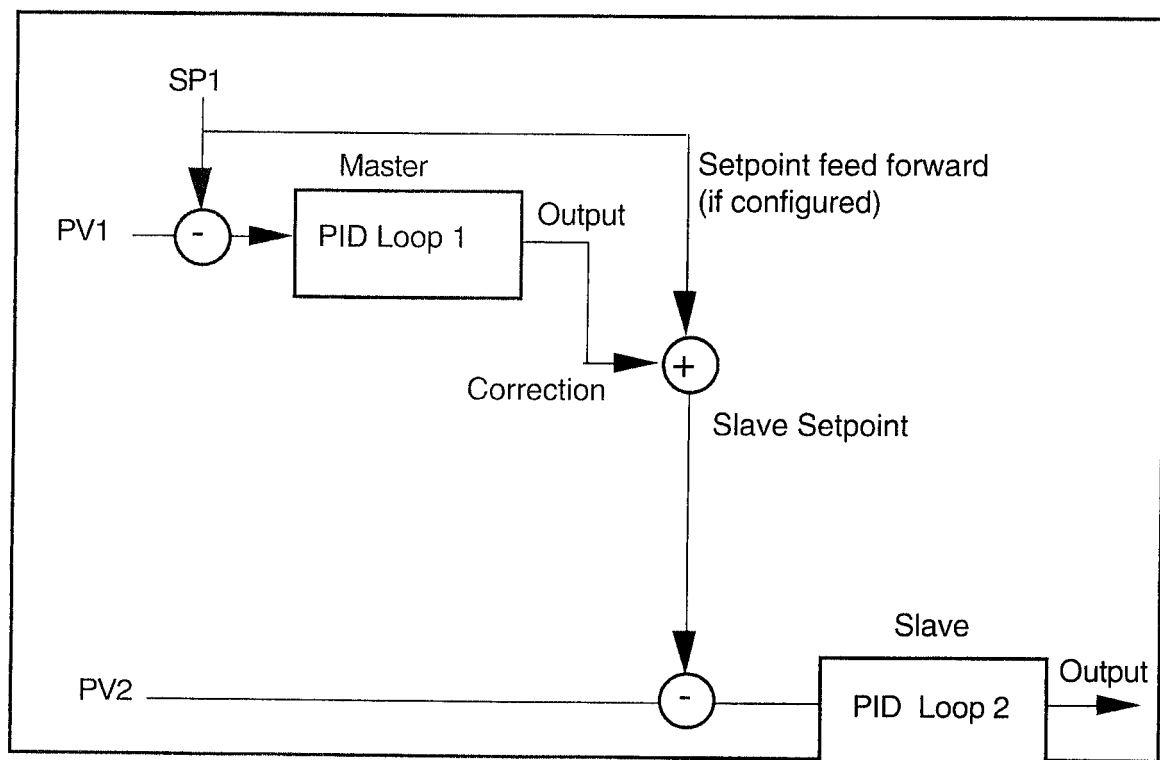 SP1
Master
Setpoint feed forward
(if configured)
PV1
-
PID Loop 1
Output
Correction
+
Slave Setpoint
Slave
PV2
-
PID Loop 2
Output